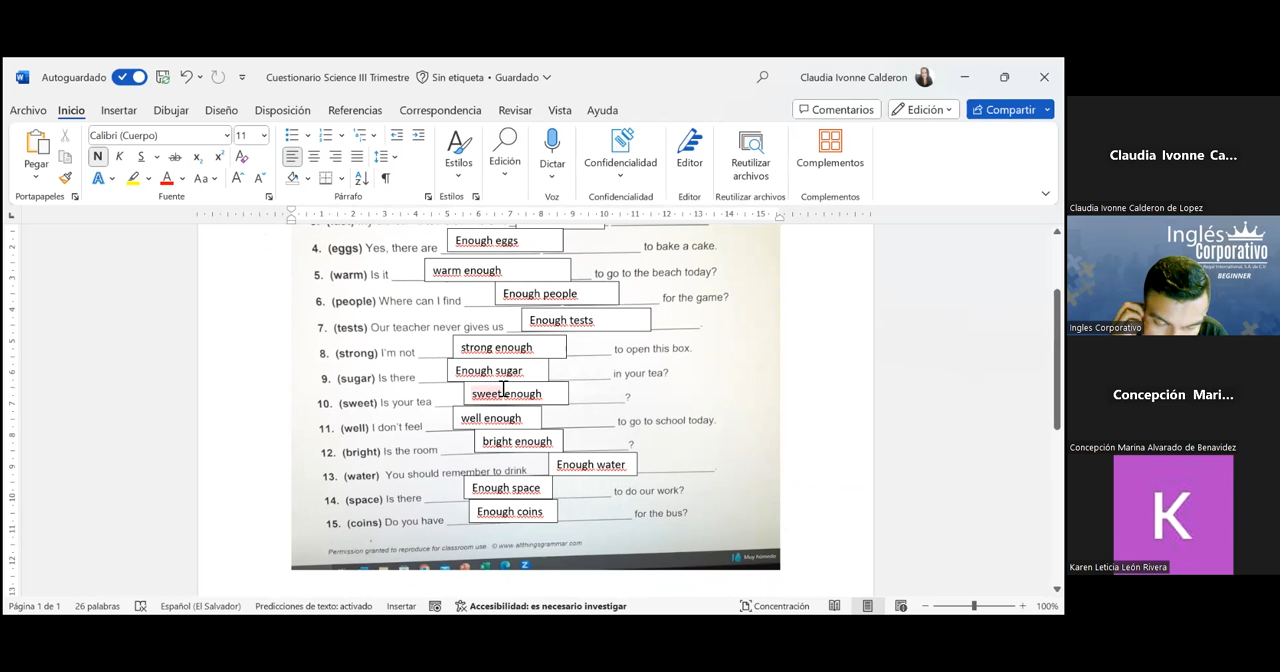 Autoguardado
Cuestionario Science III Trimestre
Sin etiqueta • Guardado
Claudia Ivonne Calderon
Archivo Inicio Insertar Dibujar Diseño Disposición Referencias Correspondencia Revisar Vista Ayuda
Comentarios Edición Compartir
Calibri (Cuerpo) 11
Pegar
Estilos
Edición
Dictar
Confidencialidad
Editor
Reutilizar archivos
Complementos
Portapapeles Fuente Párrafo Estilos Voz Confidencialidad Editor Reutilizar archivos Complementos
4. (eggs) Yes, there are Enough eggs to bake a cake.
5. (warm) Is it warm enough to go to the beach today?
6. (people) Where can I find Enough people for the game?
7. (tests) Our teacher never gives us Enough tests .
8. (strong) I'm not strong enough to open this box.
9. (sugar) Is there Enough sugar in your tea?
10. (sweet) Is your tea sweet enough ?
11. (well) I don't feel well enough to go to school today.
12. (bright) Is the room bright enough ?
13. (water) You should remember to drink Enough water .
14. (space) Is there Enough space to do our work?
15. (coins) Do you have Enough coins for the bus?
Permission granted to reproduce for classroom use © www.allthingsgrammar.com
Muy húmedo
Página 1 de 1 26 palabras Español (El Salvador) Predicciones de texto: activado Insertar Accesibilidad: es necesario investigar Concentración 100%
Claudia Ivonne Ca...
Claudia Ivonne Calderon de Lopez
Inglés
Corporativo
BEGINNER
Ingles Corporativo
Concepción Mari...
Concepción Marina Alvarado de Benavidez
K
Karen Leticia León Rivera